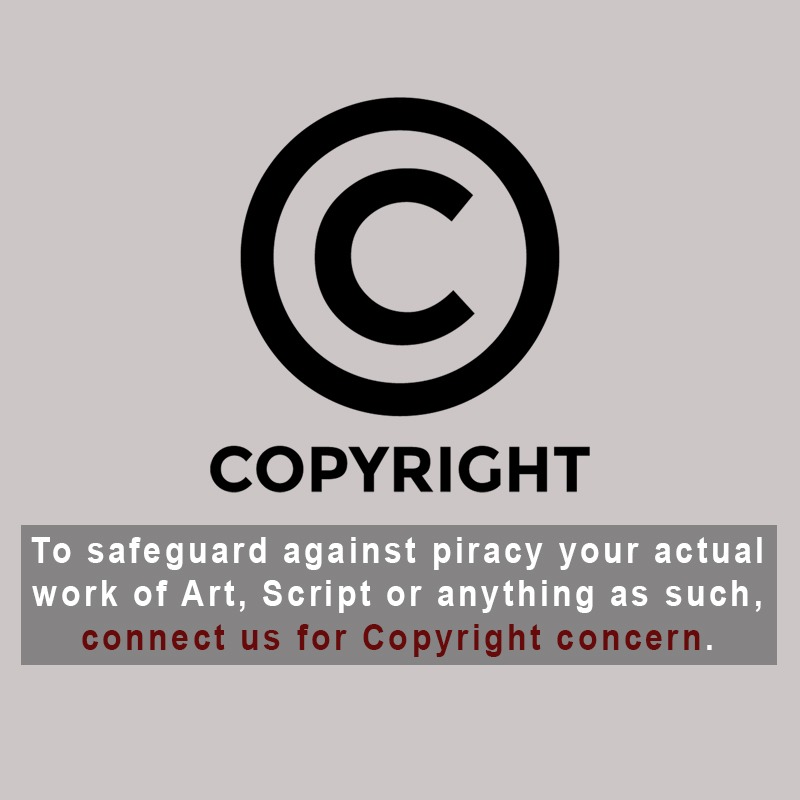 ©
COPYRIGHT
To safeguard against piracy your actual
work of Art, Script or anything as such,
connect us for Copyright concern.